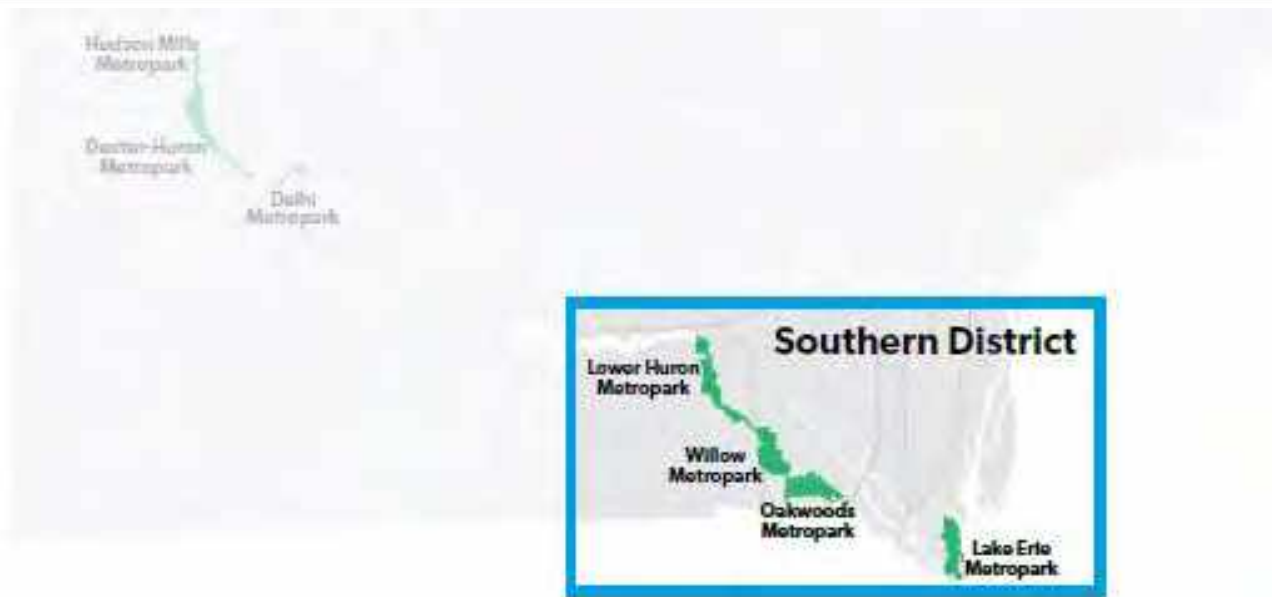 Hudson Mills
Metropark
Dexter-Huron
Metropark
Delhi
Metropark
Southern District
Lower Huron
Metropark
Willow
Metropark
Oakwoods
Metropark
Lake Erie
Metropark